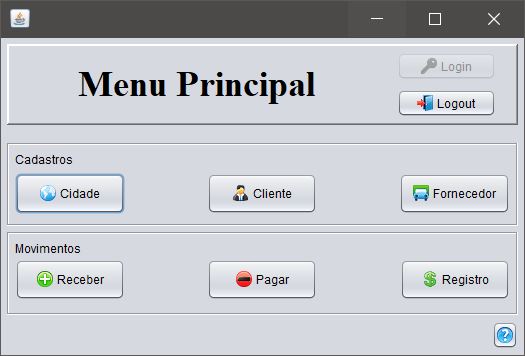 Menu Principal
Login
Logout
Cadastros
Cidade
Cliente
Fornecedor
Movimentos
Receber
Pagar
Registro
?